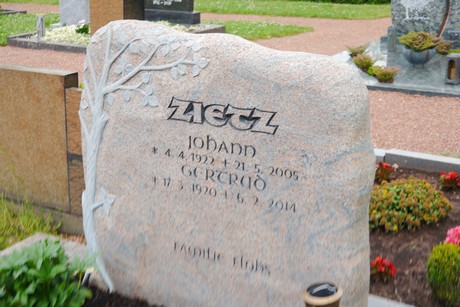 ZIETZ
JOHANN
* 4.4.1922 + 21.5.2005
GERTRUD
* 17.3.1920 + 6.2.2014
FAMILIE